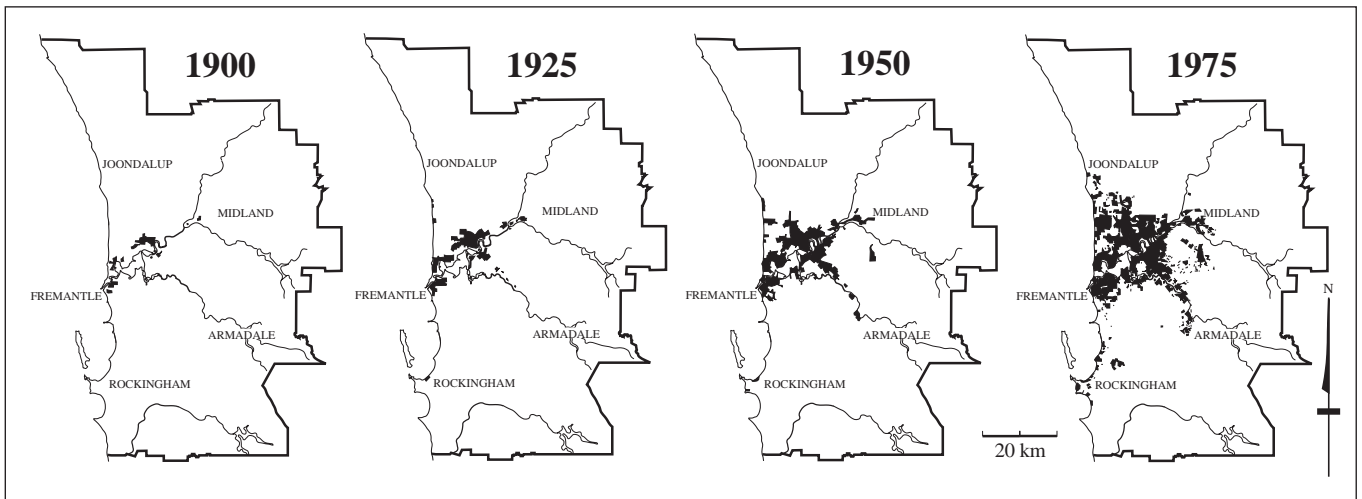 1900
JOONDALUP
MIDLAND
FREMANTLE
ARMADALE
ROCKINGHAM
1925
JOONDALUP
MIDLAND
FREMANTLE
ARMADALE
ROCKINGHAM
1950
JOONDALUP
MIDLAND
FREMANTLE
ARMADALE
ROCKINGHAM
1975
JOONDALUP
MIDLAND
FREMANTLE
ARMADALE
ROCKINGHAM
N
20 km